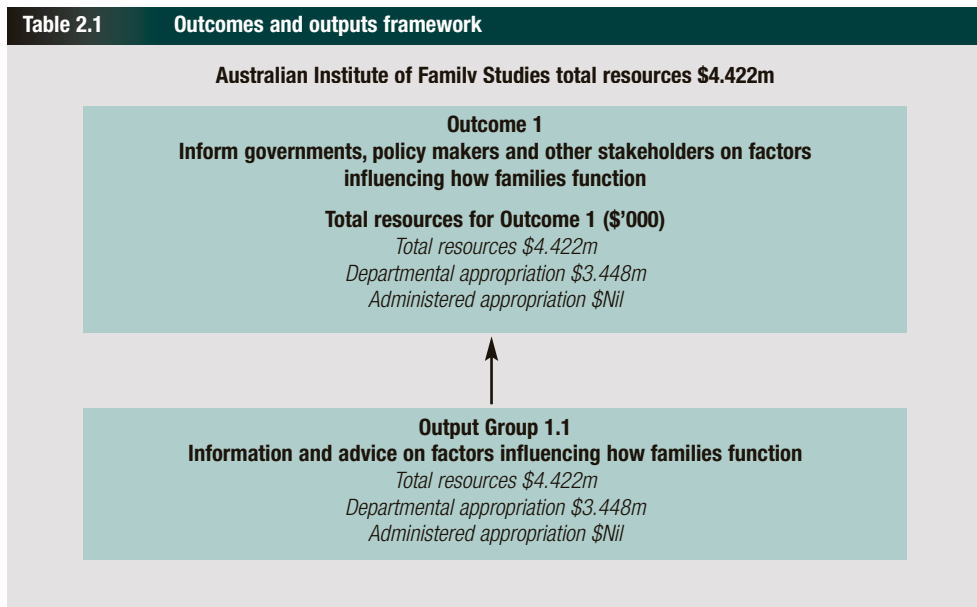 Table 2.1 Outcomes and outputs framework
Australian Institute of Family Studies total resources $4.422m
Outcome 1
Inform governments, policy makers and other stakeholders on factors
influencing how families function
Total resources for Outcome 1 ($’000)
Total resources $4.422m
Departmental appropriation $3.448m
Administered appropriation $Nil
Output Group 1.1
Information and advice on factors influencing how families function
Total resources $4.422m
Departmental appropriation $3.448m
Administered appropriation $Nil